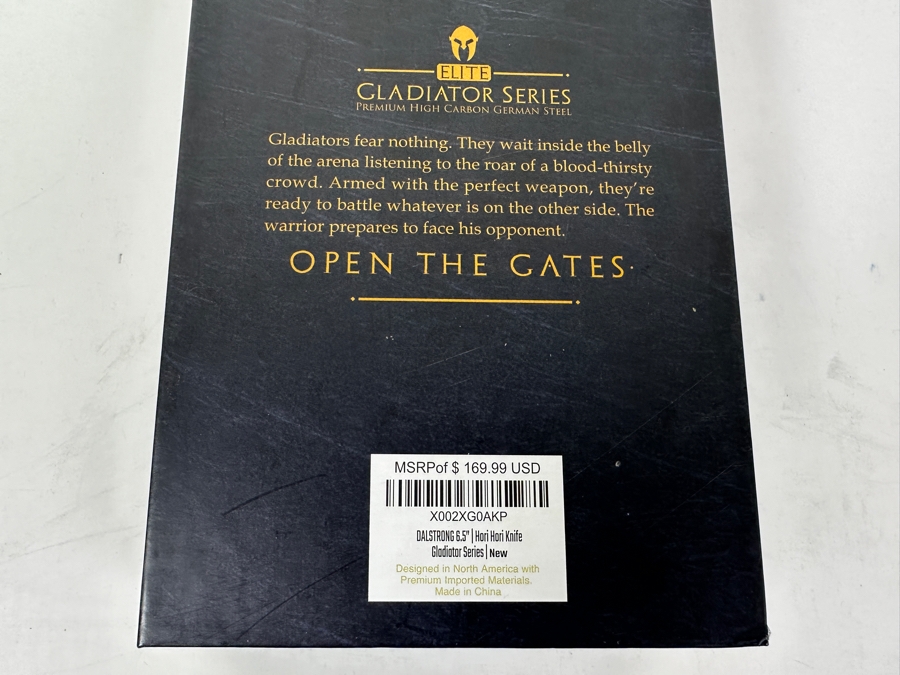 ELITE
GLADIATOR SERIES
PREMIUM HIGH CARBON GERMAN STEEL
Gladiators fear nothing. They wait inside the belly
of the arena listening to the roar of a blood-thirsty
crowd. Armed with the perfect weapon, they're
ready to battle whatever is on the other side. The
warrior prepares to face his opponent.
OPEN THE GATES
MSRPof $ 169.99 USD
X002XG0AKP
DALSTRONG 6.5" | Hori Hori Knife
Gladiator Series | New
Designed in North America with
Premium Imported Materials.
Made in China